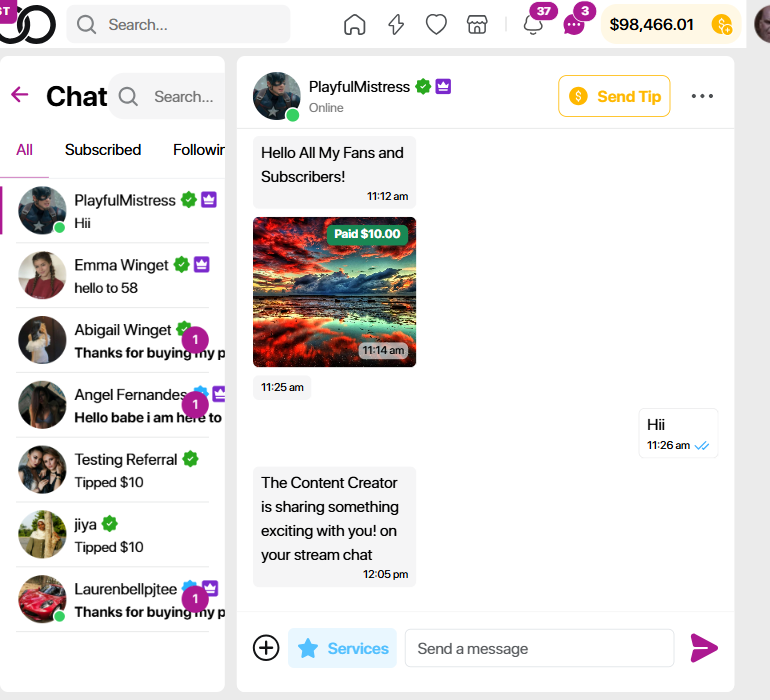 ST
Search...
37
3
$98,466.01
Chat
Search...
All
Subscribed
Followin
PlayfulMistress
Hii
Emma Winget
hello to 58
Abigail Winget
1
Thanks for buying my p
Angel Fernandes
1
Hello babe i am here to
Testing Referral
Tipped $10
jiya
Tipped $10
Laurenbellpjtee
1
Thanks for buying my p
PlayfulMistress
Online
$ Send Tip
Hello All My Fans and
Subscribers!
11:12 am
Paid $10.00
11:14 am
11:25 am
Hii
11:26 am
The Content Creator
is sharing something
exciting with you! on
your stream chat
12:05 pm
Services
Send a message